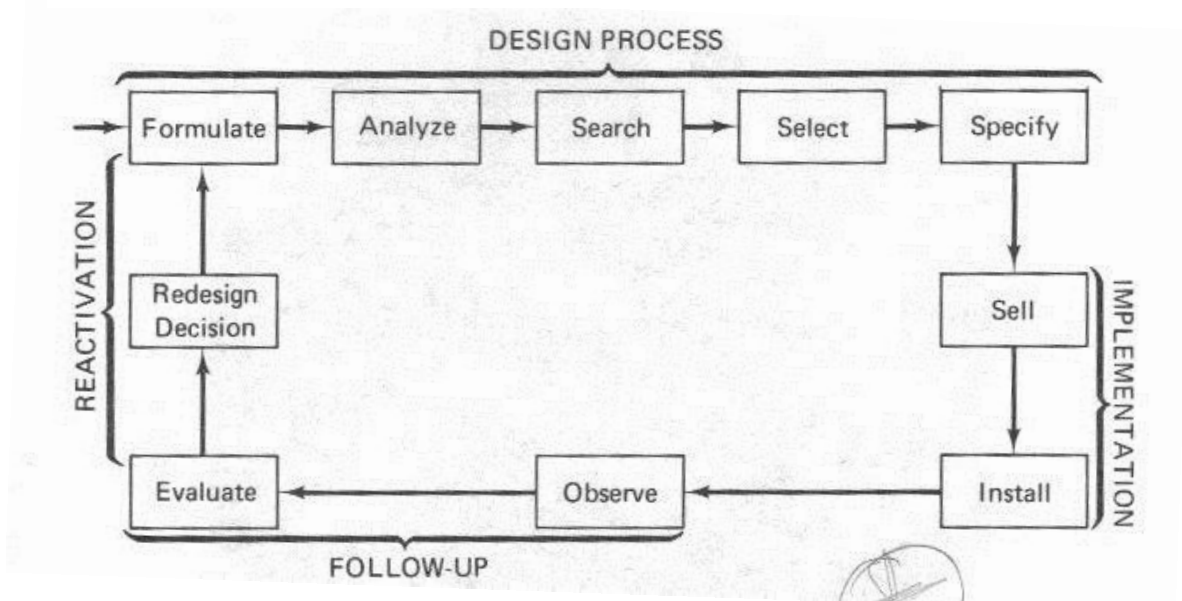 DESIGN PROCESS
Formulate
Analyze
Search
Select
Specify
REACTIVATION
Redesign
Decision
Sell
IMPLEMENTATION
Evaluate
Observe
Install
FOLLOW-UP